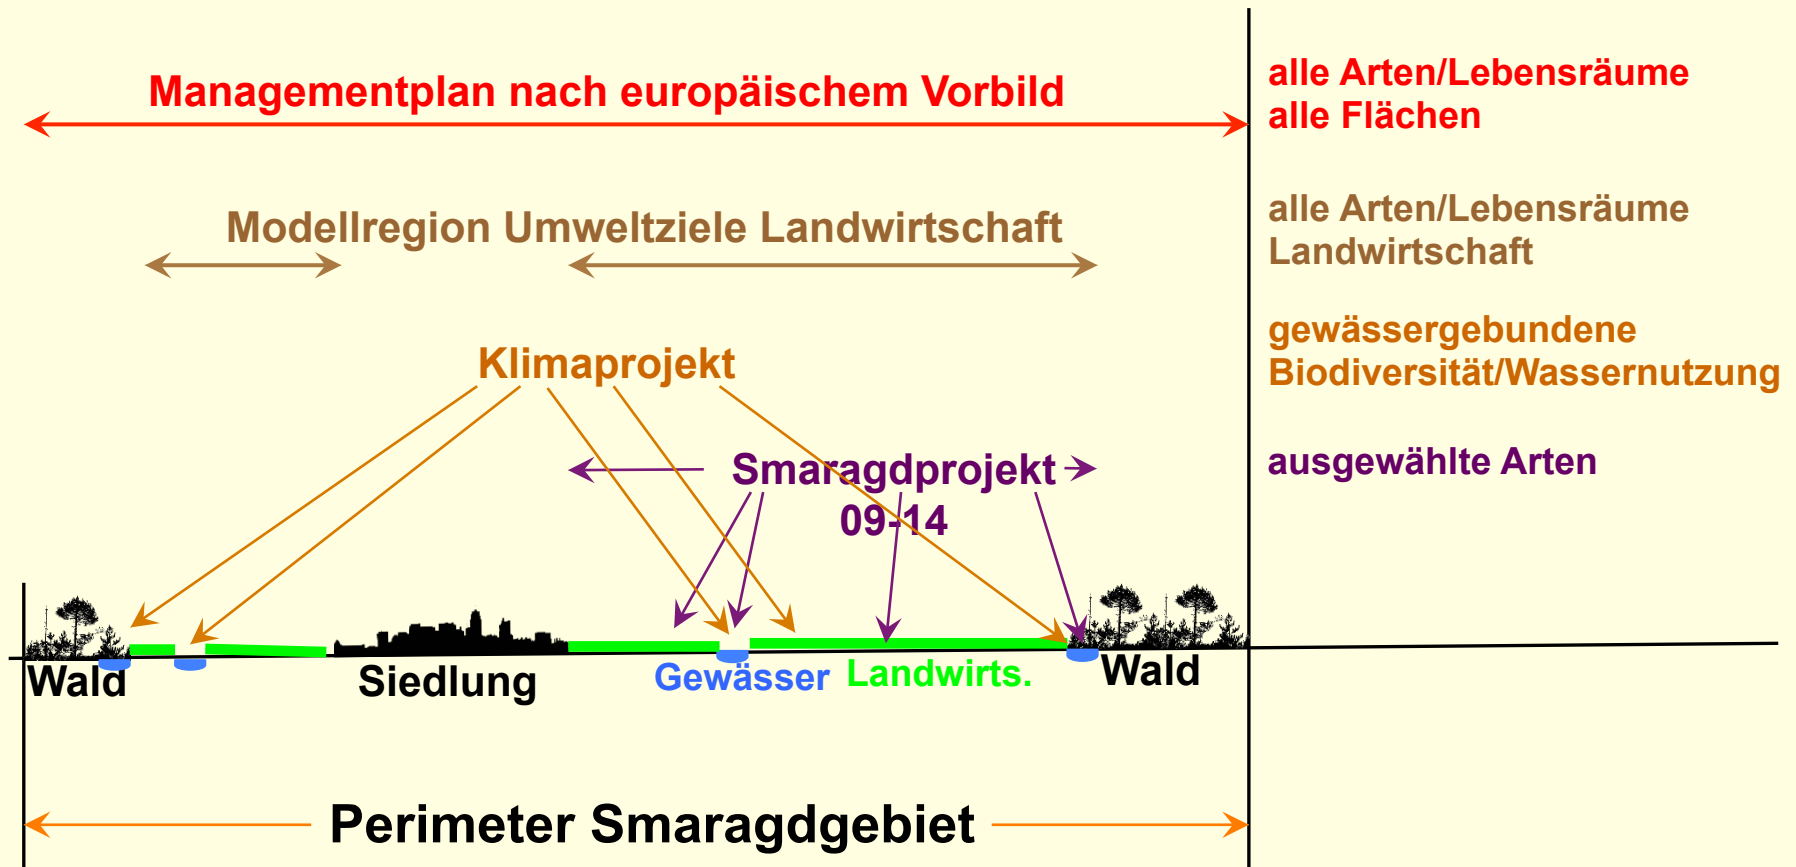 Managementplan nach europäischem Vorbild
alle Arten/Lebensräume
alle Flächen
Modellregion Umweltziele Landwirtschaft
alle Arten/Lebensräume
Landwirtschaft
Klimaprojekt
gewässergebundene
Biodiversität/Wassernutzung
Smaragdprojekt
09-14
ausgewählte Arten
Wald
Siedlung
Gewässer
Landwirts.
Wald
Perimeter Smaragdgebiet